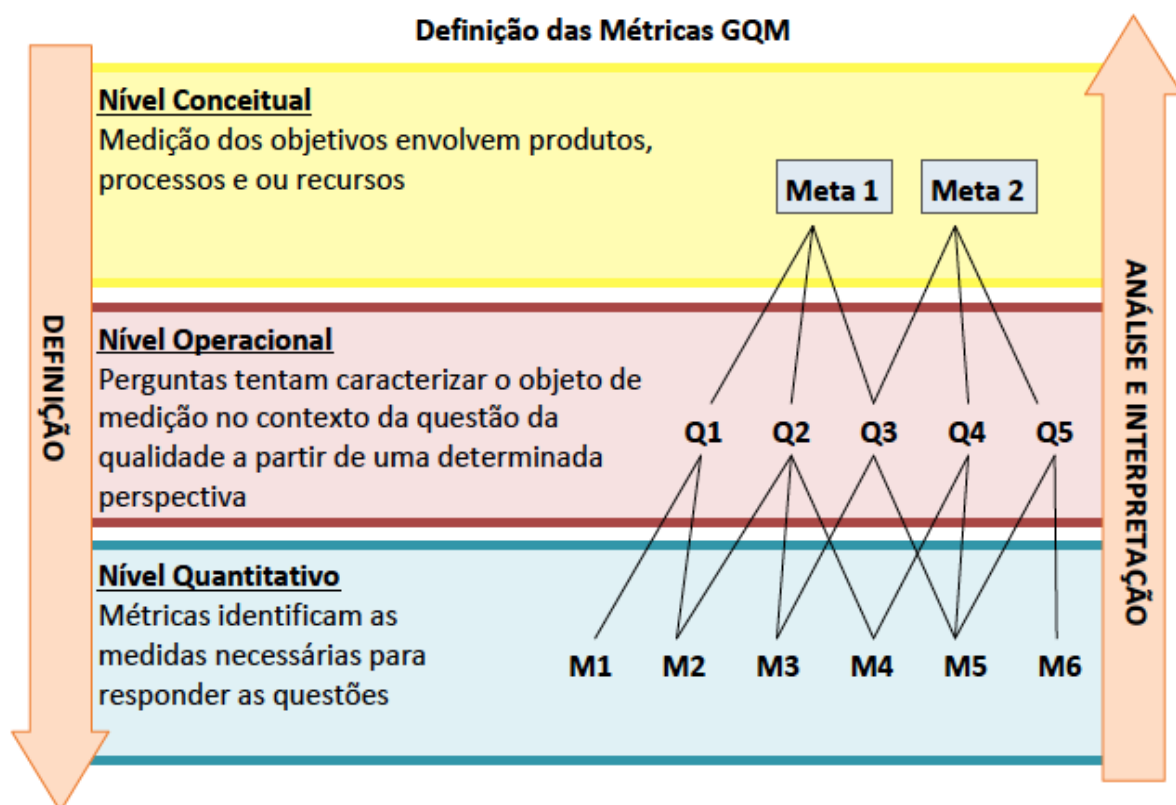 Definição das Métricas GQM
DEFINIÇÃO
Nível Conceitual
Medição dos objetivos envolvem produtos,
processos e ou recursos
Meta 1
Meta 2
Nível Operacional
Perguntas tentam caracterizar o objeto de
medição no contexto da questão da
qualidade a partir de uma determinada
perspectiva
Q1 Q2 Q3 Q4 Q5
Nível Quantitativo
Métricas identificam as
medidas necessárias para
responder as questões
M1 M2 M3 M4 M5 M6
ANÁLISE E INTERPRETAÇÃO